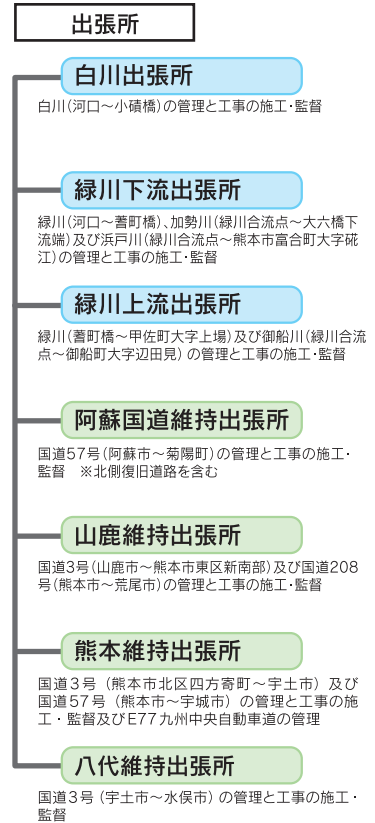 出張所
白川出張所
白川(河口～小磧橋)の管理と工事の施工・監督
緑川下流出張所
緑川(河口～蓍町橋)、加勢川(緑川合流点～大六橋下
流端)及び浜戸川(緑川合流点～熊本市富合町大字硴
江)の管理と工事の施工・監督
緑川上流出張所
緑川(蓍町橋～甲佐町大字上場)及び御船川(緑川合流
点～御船町大字辺田見)の管理と工事の施工・監督
阿蘇国道維持出張所
国道57号(阿蘇市～菊陽町)の管理と工事の施工・
監督　※北側復旧道路を含む
山鹿維持出張所
国道3号(山鹿市～熊本市東区新南部)及び国道208
号(熊本市～荒尾市)の管理と工事の施工・監督
熊本維持出張所
国道3号（熊本市北区四方寄町～宇土市）及び
国道57号（熊本市～宇城市）の管理と工事の施
工・監督及びE77九州中央自動車道の管理
八代維持出張所
国道3号（宇土市～水俣市）の管理と工事の施工・
監督